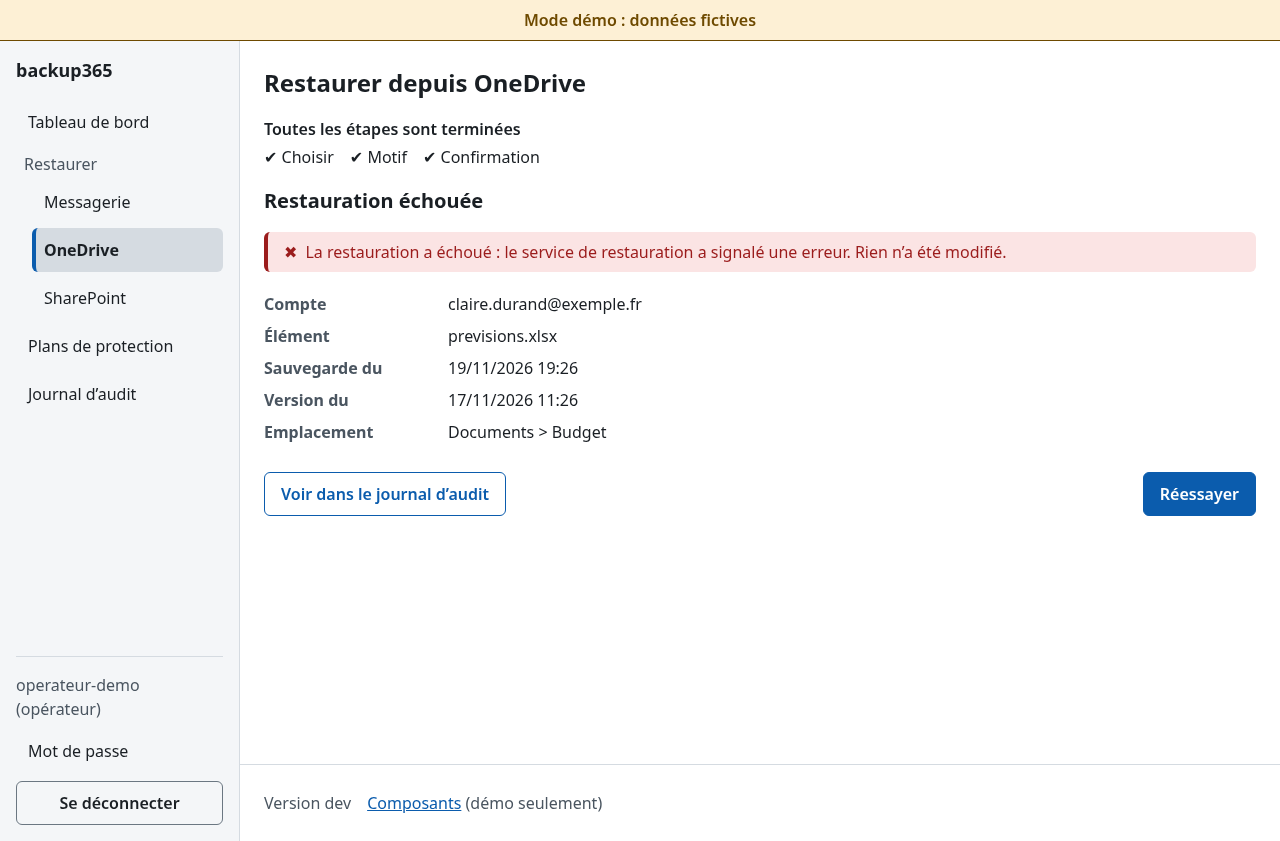 Mode démo : données fictives
backup365
Tableau de bord
Restaurer
Messagerie
OneDrive
SharePoint
Plans de protection
Journal d’audit
operateur-demo
(opérateur)
Mot de passe
Se déconnecter
Restaurer depuis OneDrive
Toutes les étapes sont terminées
✔ Choisir ✔ Motif ✔ Confirmation
Restauration échouée
✖ La restauration a échoué : le service de restauration a signalé une erreur. Rien n’a été modifié.
Compte claire.durand@exemple.fr
Élément previsions.xlsx
Sauvegarde du 19/11/2026 19:26
Version du 17/11/2026 11:26
Emplacement Documents > Budget
Voir dans le journal d’audit Réessayer
Version dev Composants (démo seulement)